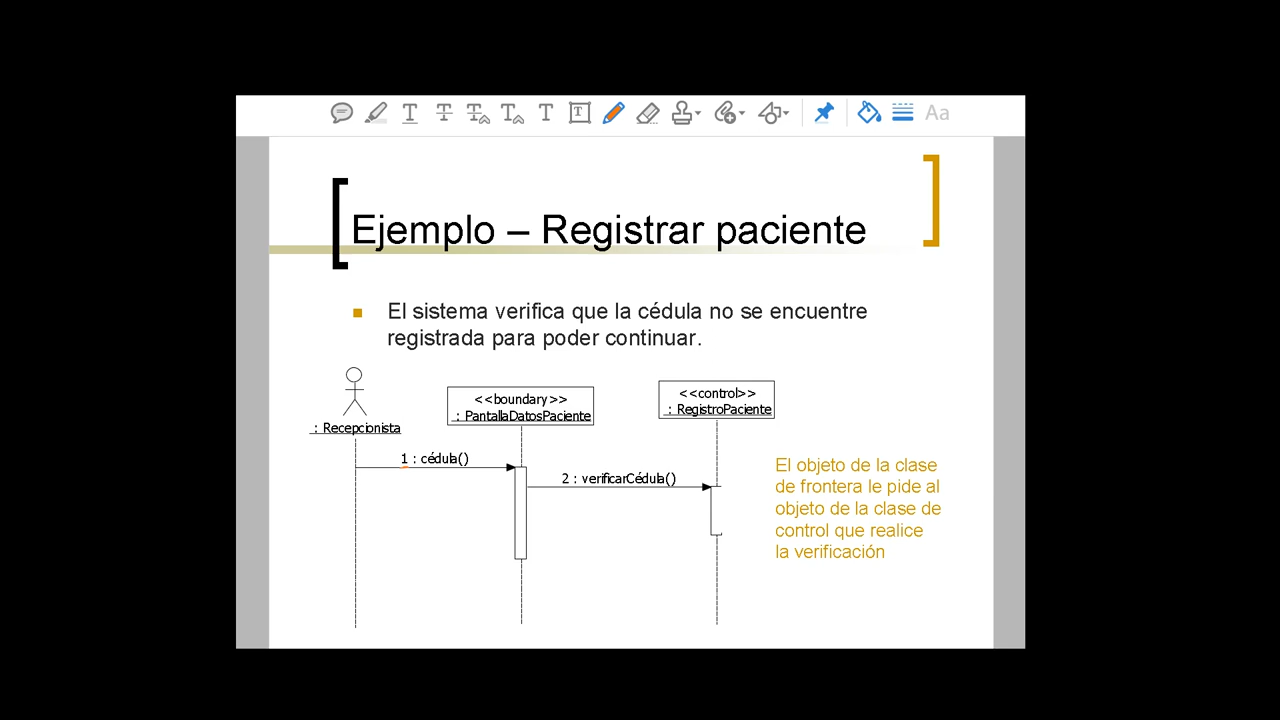 Aa
Ejemplo – Registrar paciente
El sistema verifica que la cédula no se encuentre
registrada para poder continuar.
<<boundary>>
: PantallaDatosPaciente
<<control>>
: RegistroPaciente
: Recepcionista
1 : cédula()
2 : verificarCédula()
El objeto de la clase
de frontera le pide al
objeto de la clase de
control que realice
la verificación